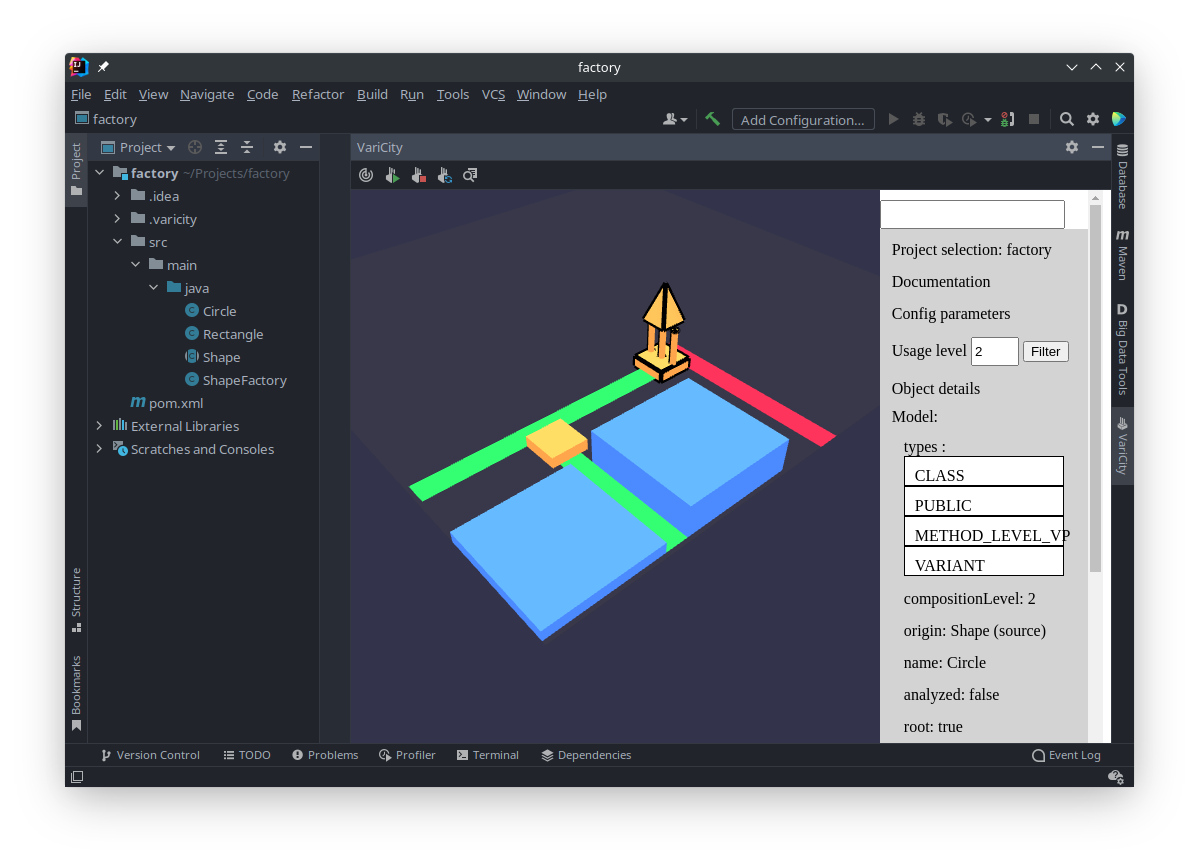 factory
File Edit View Navigate Code Refactor Build Run Tools VCS Window Help
factory
Add Configuration...
Project
Project
factory ~/Projects/factory
.idea
.varicity
src
main
java
Circle
Rectangle
Shape
ShapeFactory
m pom.xml
External Libraries
Scratches and Consoles
Structure
Bookmarks
VariCity
Project selection: factory
Documentation
Config parameters
Usage level 2 Filter
Object details
Model:
types :
CLASS
PUBLIC
METHOD_LEVEL_VP
VARIANT
compositionLevel: 2
origin: Shape (source)
name: Circle
analyzed: false
root: true
Database
m Maven
D Big Data Tools
VariCity
Version Control TODO Problems Profiler Terminal Dependencies Event Log